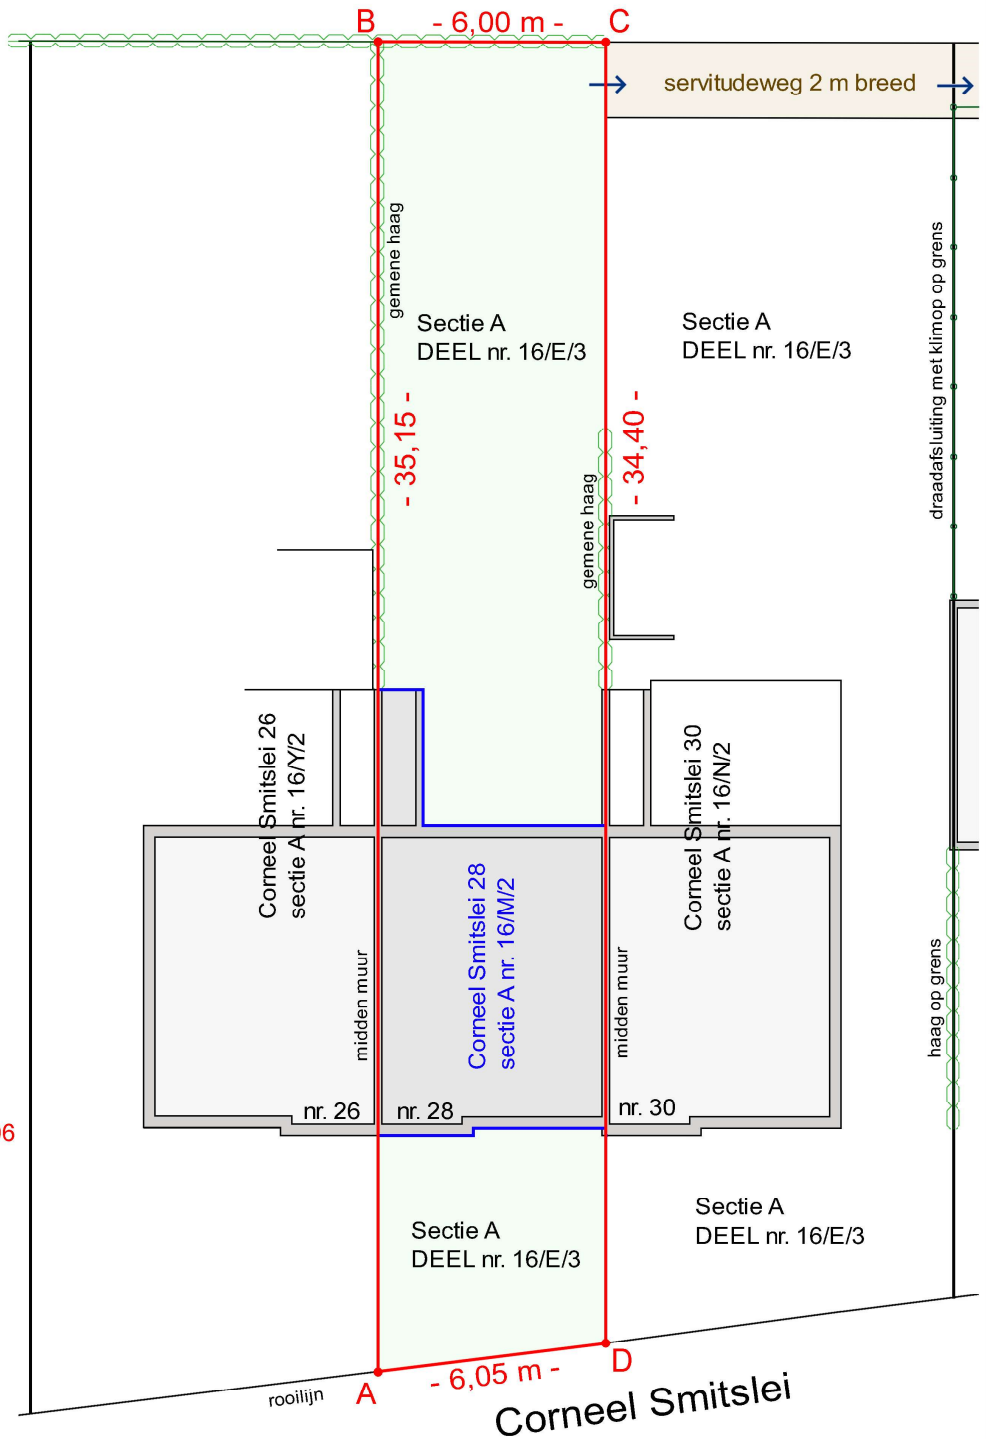 B
- 6,00 m -
C
servitudeweg 2 m breed
gemene haag
draadafsluiting met klimop op grens
Sectie A
DEEL nr. 16/E/3
Sectie A
DEEL nr. 16/E/3
- 35,15 -
- 34,40 -
gemene haag
Corneel Smitslei 26
sectie A nr. 16/Y/2
Corneel Smitslei 30
sectie A nr. 16/N/2
Corneel Smitslei 28
sectie A nr. 16/M/2
midden muur
midden muur
haag op grens
nr. 26
nr. 28
nr. 30
Sectie A
DEEL nr. 16/E/3
Sectie A
DEEL nr. 16/E/3
rooilijn
A
- 6,05 m -
D
Corneel Smitslei